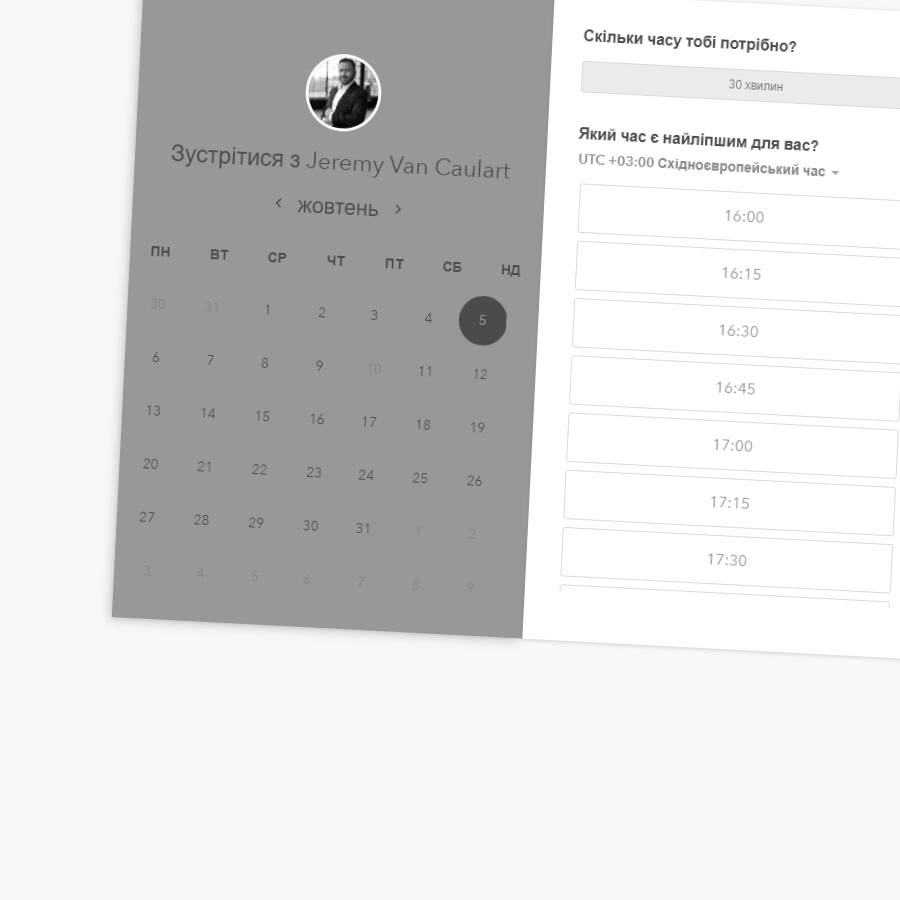 Зустрітися з Jeremy Van Caulart
‹ жовтень ›
ПН ВТ СР ЧТ ПТ СБ НД
30 31 1 2 3 4 5
6 7 8 9 10 11 12
13 14 15 16 17 18 19
20 21 22 23 24 25 26
27 28 29 30 31 1 2
3 4 5 6 7 8 9
Скільки часу тобі потрібно?
30 хвилин
Який час є найліпшим для вас?
UTC +03:00 Східноєвропейський час
16:00
16:15
16:30
16:45
17:00
17:15
17:30